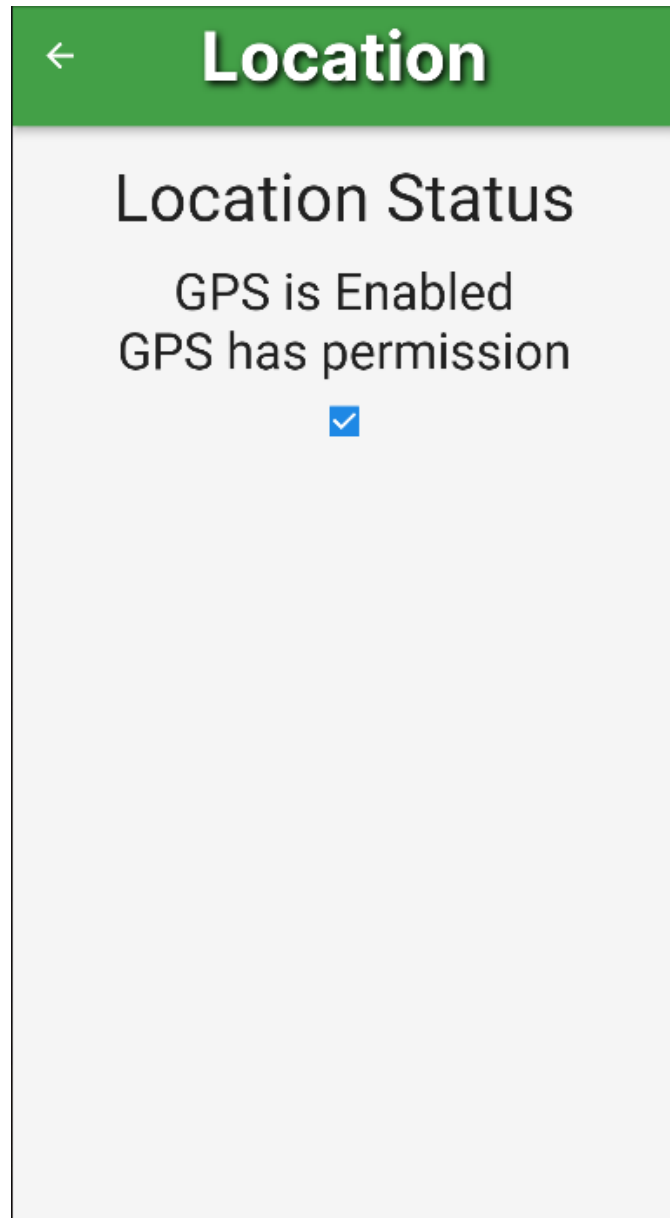 Location
Location Status
GPS is Enabled
GPS has permission